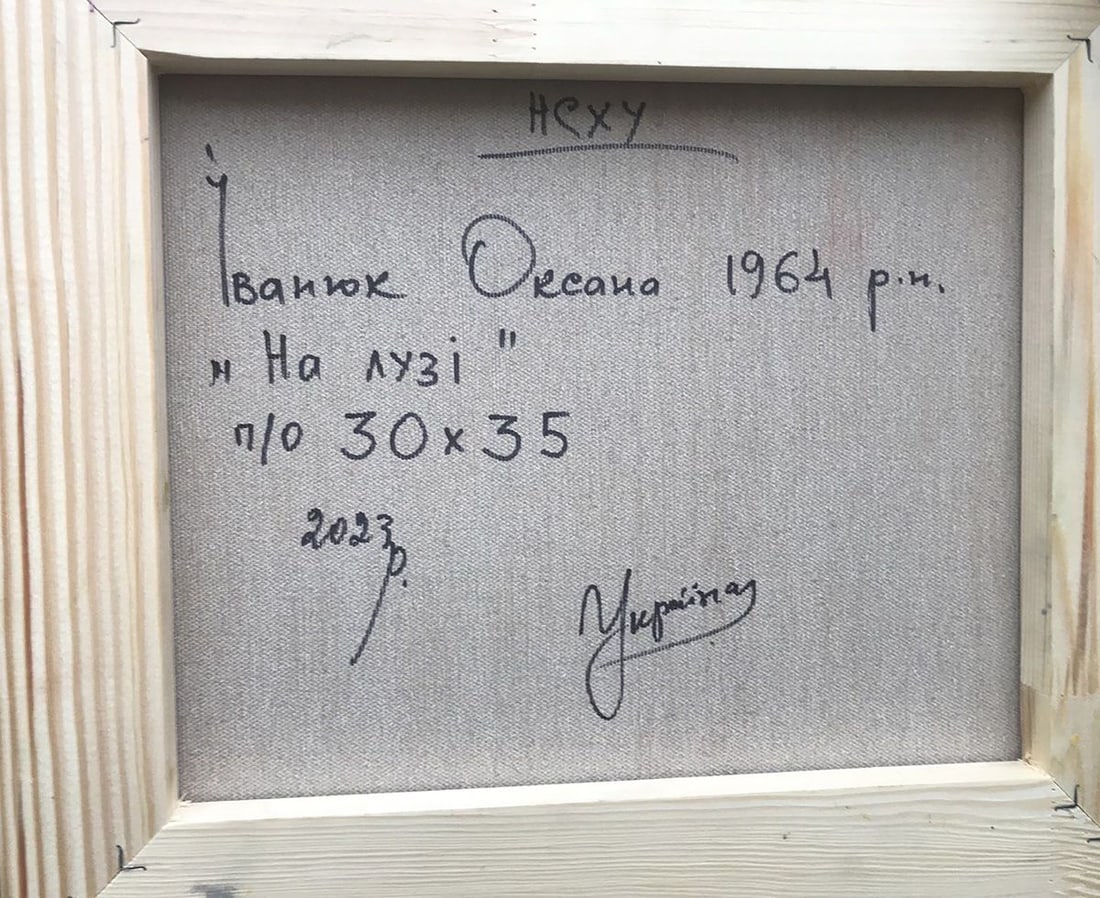 НСХУ
Іванюк Оксана 1964 р.н.
„ На лузі "
п/о 30х35
2023р.
Україна